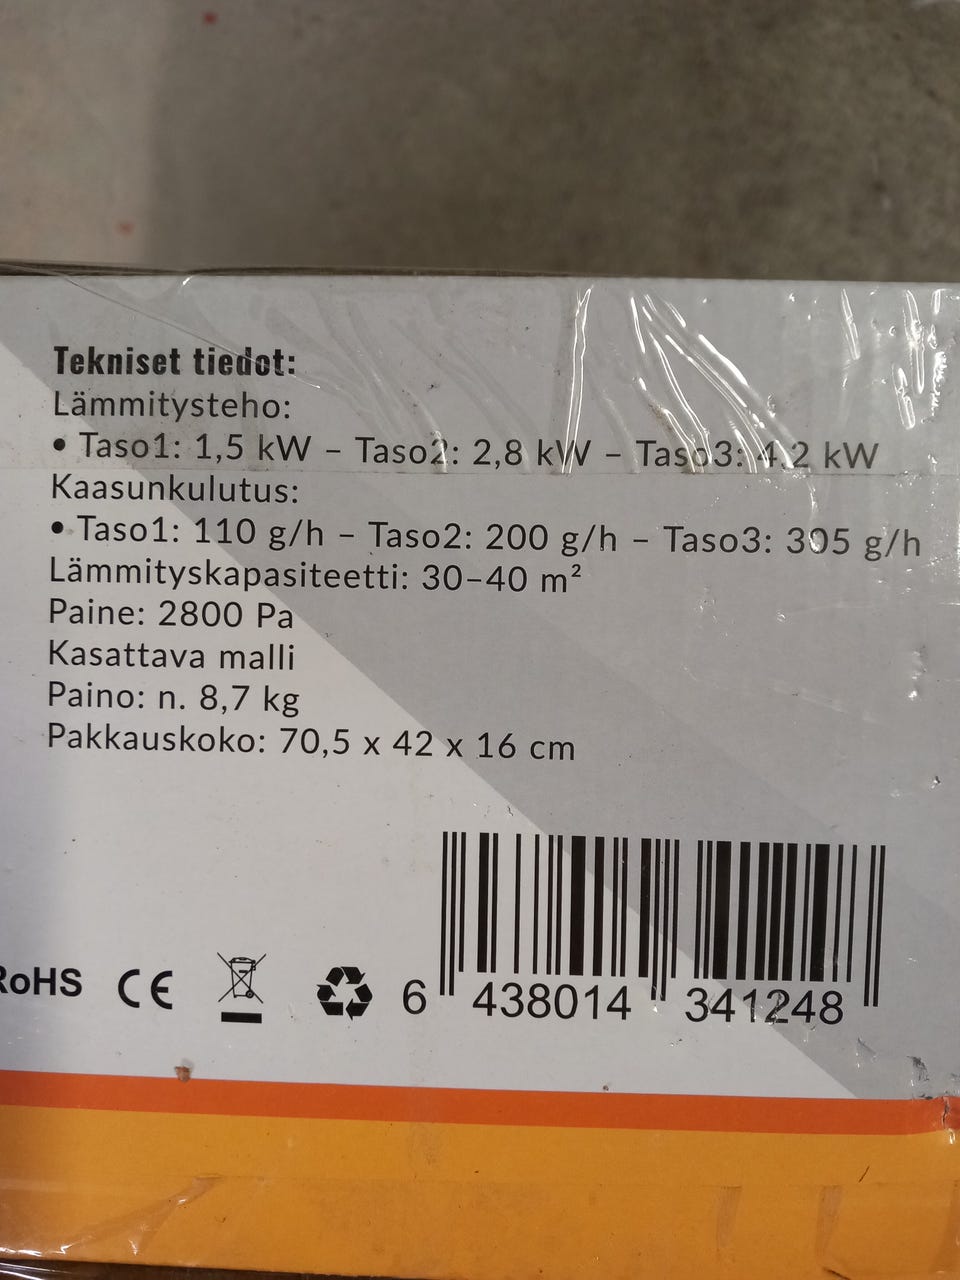 Tekniset tiedot:
Lämmitysteho:
• Taso1: 1,5 kW – Taso2: 2,8 kW – Taso3: 4,2 kW
Kaasunkulutus:
• Taso1: 110 g/h – Taso2: 200 g/h – Taso3: 305 g/h
Lämmityskapasiteetti: 30–40 m²
Paine: 2800 Pa
Kasattava malli
Paino: n. 8,7 kg
Pakkauskoko: 70,5 x 42 x 16 cm
RoHS CE
6 438014 341248